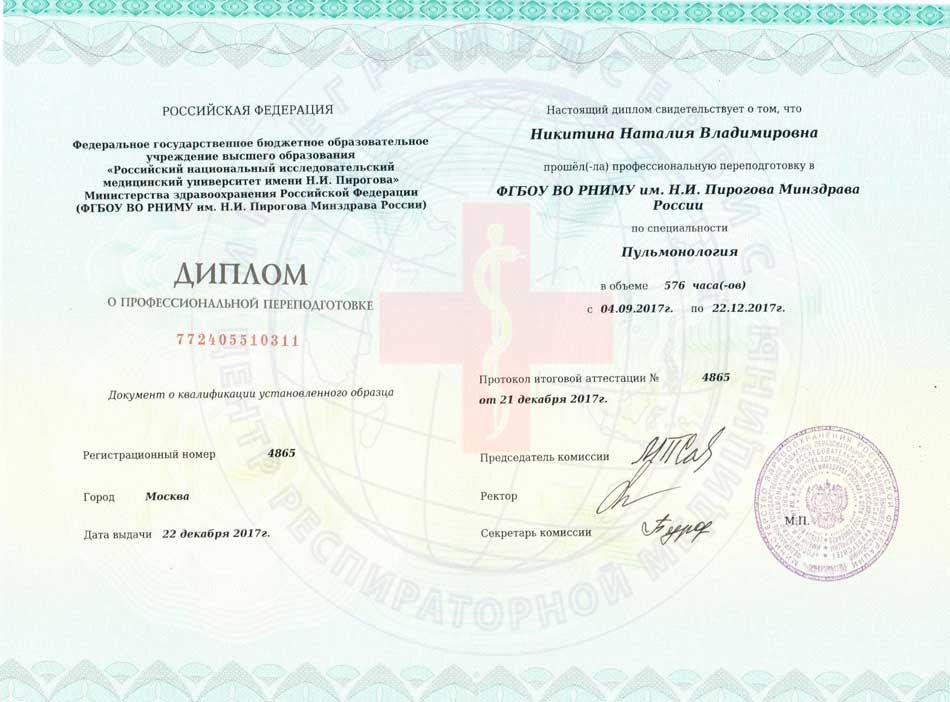 РОССИЙСКАЯ ФЕДЕРАЦИЯ
Федеральное государственное бюджетное образовательное
учреждение высшего образования
«Российский национальный исследовательский
медицинский университет имени Н.И. Пирогова»
Министерства здравоохранения Российской Федерации
(ФГБОУ ВО РНИМУ им. Н.И. Пирогова Минздрава России)
ДИПЛОМ
О ПРОФЕССИОНАЛЬНОЙ ПЕРЕПОДГОТОВКЕ
772405510311
Документ о квалификации установленного образца
Регистрационный номер 4865
Город Москва
Дата выдачи 22 декабря 2017г.
Настоящий диплом свидетельствует о том, что
Никитина Наталия Владимировна
прошёл(-ла) профессиональную переподготовку в
ФГБОУ ВО РНИМУ им. Н.И. Пирогова Минздрава
России
по специальности
Пульмонология
в объеме 576 часа(-ов)
с 04.09.2017г. по 22.12.2017г.
Протокол итоговой аттестации № 4865
от 21 декабря 2017г.
Председатель комиссии
Ректор
Секретарь комиссии
М.П.
ЦЕНТР РЕСПИРАТОРНОЙ МЕДИЦИНЫ